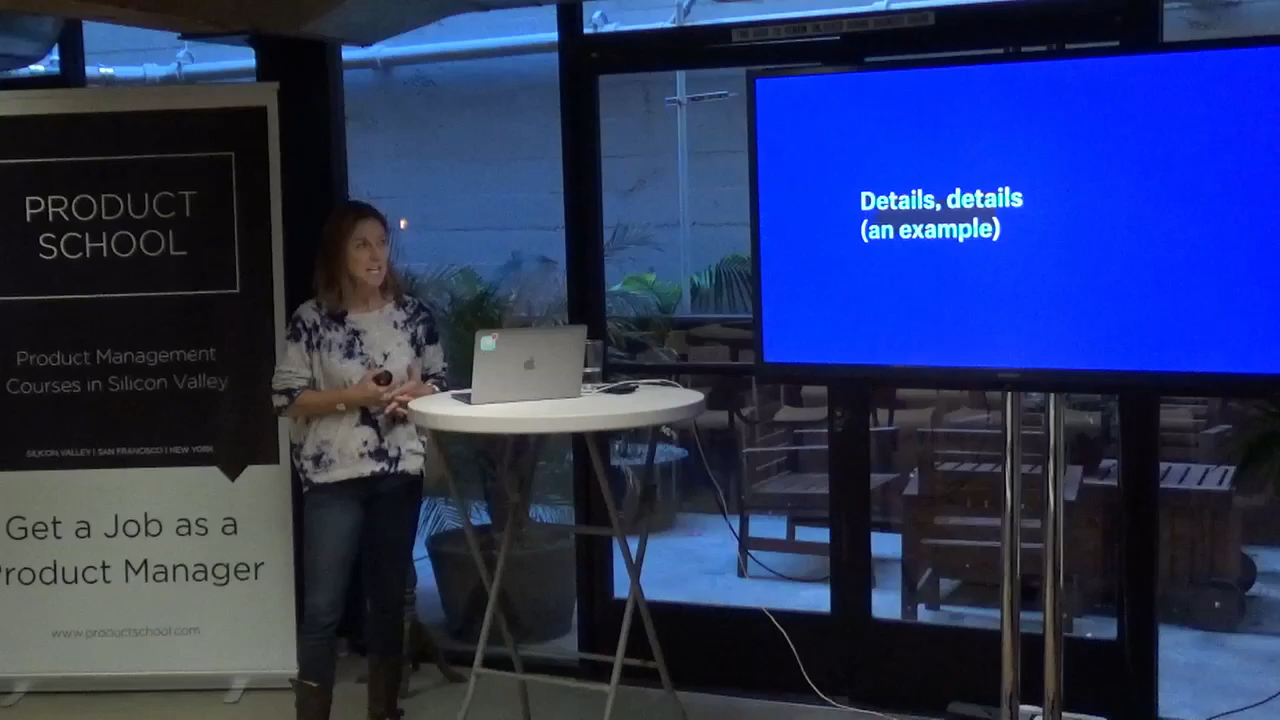 PRODUCT
SCHOOL
Product Management
Courses in Silicon Valley
SILICON VALLEY | SAN FRANCISCO | NEW YORK
Get a Job as a
Product Manager
www.productschool.com
Details, details
(an example)